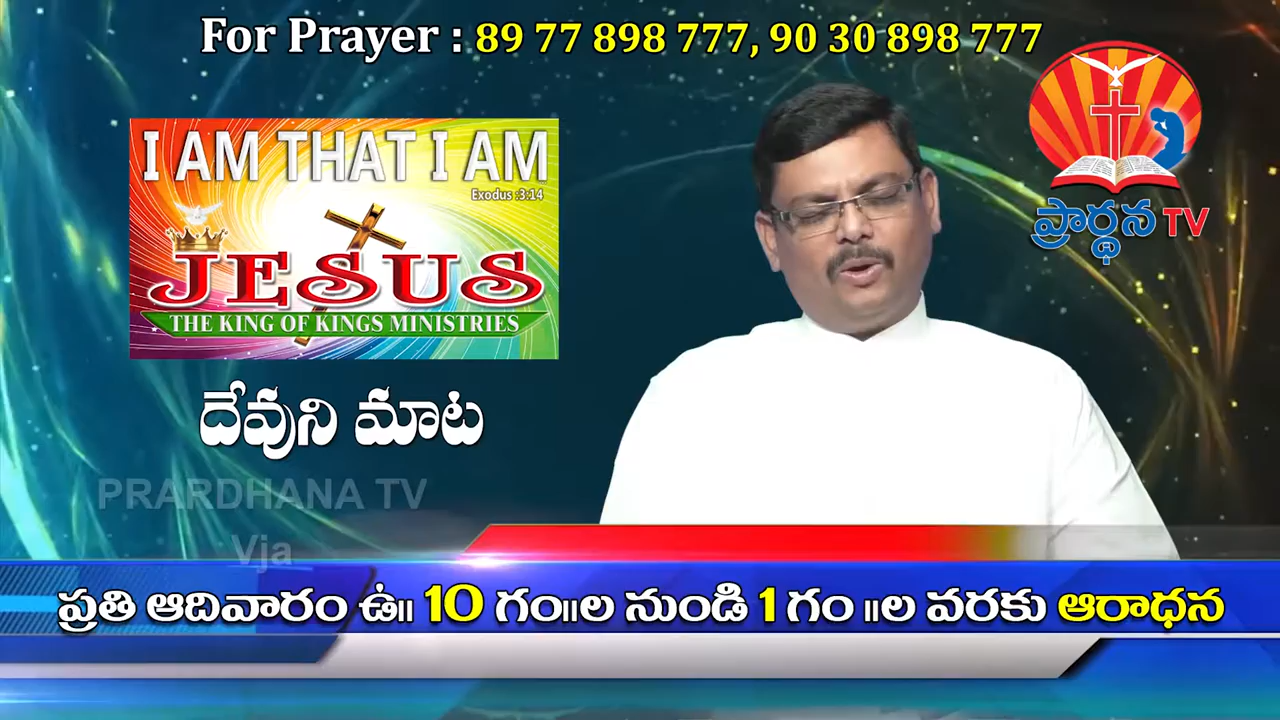 For Prayer : 89 77 898 777, 90 30 898 777
I AM THAT I AM
Exodus :3:14
JESUS
THE KING OF KINGS MINISTRIES
ప్రార్థన TV
దేవుని మాట
PRARDHANA TV
Vja
ప్రతి ఆదివారం ఉ॥ 10 గం॥ల నుండి 1 గం ॥ల వరకు ఆరాధన